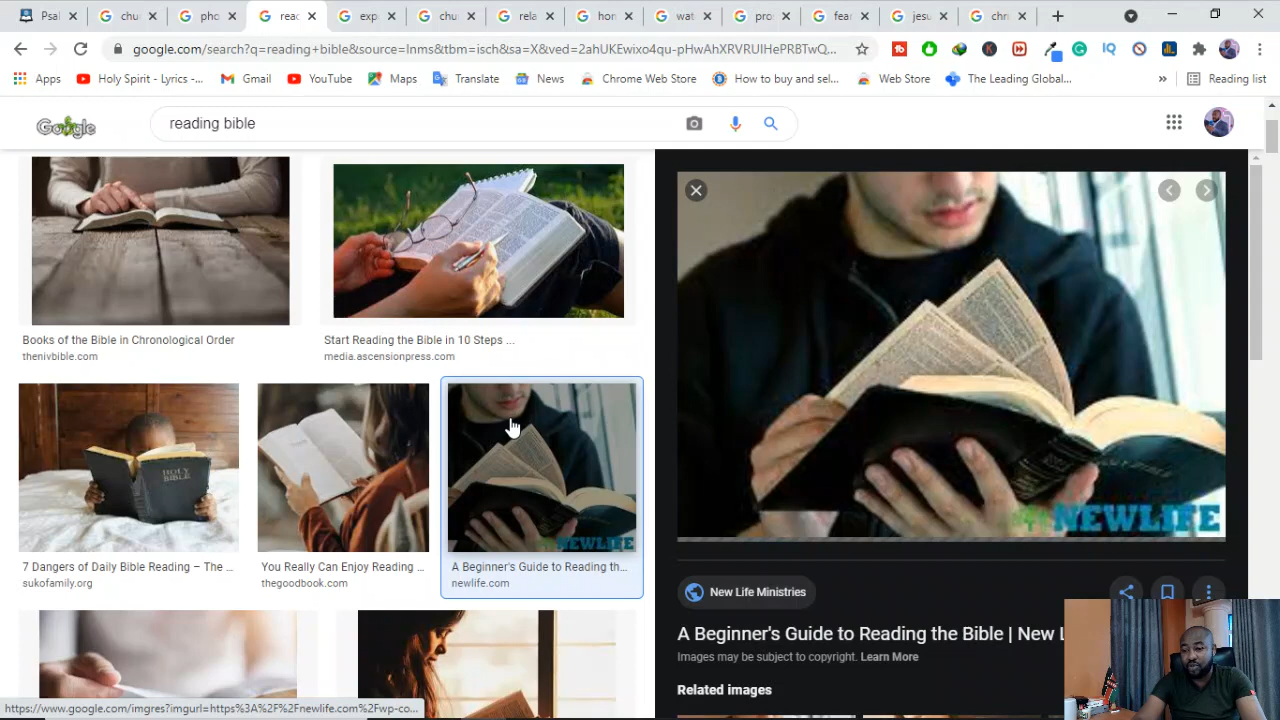 Psal
chu
pho
reac
exp
chu
rela
hor
wat
pro
fear
jesu
chri
google.com/search?q=reading+bible&source=lnms&tbm=isch&sa=X&ved=2ahUKEwixo4qu-pHwAhXRVRUIHePRBTwQ...
Apps
Holy Spirit - Lyrics -...
Gmail
YouTube
Maps
Translate
News
Chrome Web Store
How to buy and sel...
Web Store
The Leading Global...
»
Reading list
Google
reading bible
Books of the Bible in Chronological Order
thenivbible.com
Start Reading the Bible in 10 Steps ...
media.ascensionpress.com
HOLY
BIBLE
NEWLIFE
7 Dangers of Daily Bible Reading – The ...
sukofamily.org
You Really Can Enjoy Reading ...
thegoodbook.com
A Beginner's Guide to Reading th...
newlife.com
NEWLIFE
New Life Ministries
A Beginner's Guide to Reading the Bible | New L
Images may be subject to copyright. Learn More
Related images
https://www.google.com/imgres?imgurl=https%3A%2F%2Fnewlife.com%2Fwp-co...